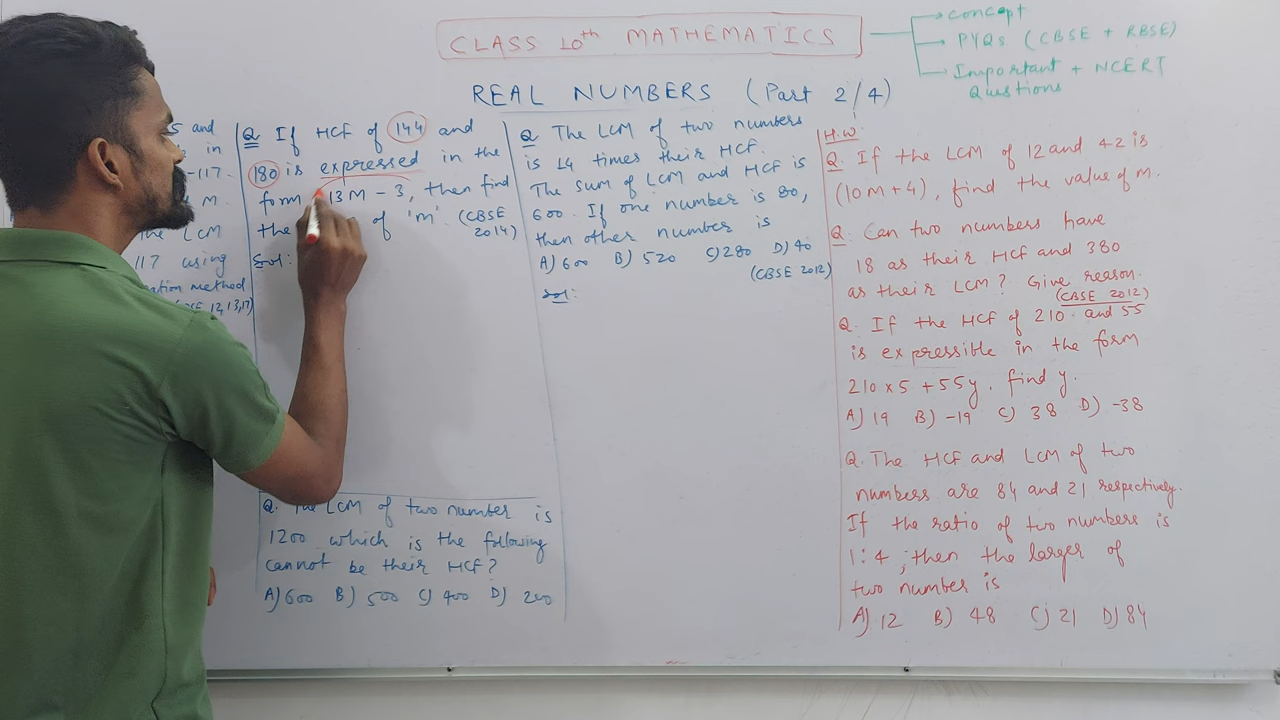 CLASS 10th MATHEMATICS
concept
PYQs (CBSE + RBSE)
Important + NCERT
Questions
REAL NUMBERS (Part 2/4)
5 and
in
-117.
M.
the LCM
117 using
method
12,13,17)
Q. If HCF of 144 and
180 is expressed in the
form 13M - 3, then find
the of 'm'. (CBSE
2014)
Sol:
Q. The LCM of two number is
1200 which is the following
cannot be their HCF?
A) 600 B) 500 C) 400 D) 200
Q The LCM of two numbers
is 14 times their HCF.
The sum of LCM and HCF is
600. If one number is 80,
then other number is
A) 600 B) 520 C) 280 D) 40
(CBSE 2012)
Sol:
H.W
Q. If the LCM of 12 and 42 is
(10M+4), find the value of m.
Q. Can two numbers have
18 as their HCF and 380
as their LCM? Give reason.
(CBSE 2012)
Q. If the HCF of 210 and 55
is expressible in the form
210 x 5 + 55y. find y.
A) 19 B) -19 C) 38 D) -38
Q. The HCF and LCM of two
numbers are 84 and 21 respectively.
If the ratio of two numbers is
1:4, then the larger of
two number is
A) 12 B) 48 C) 21 D) 84